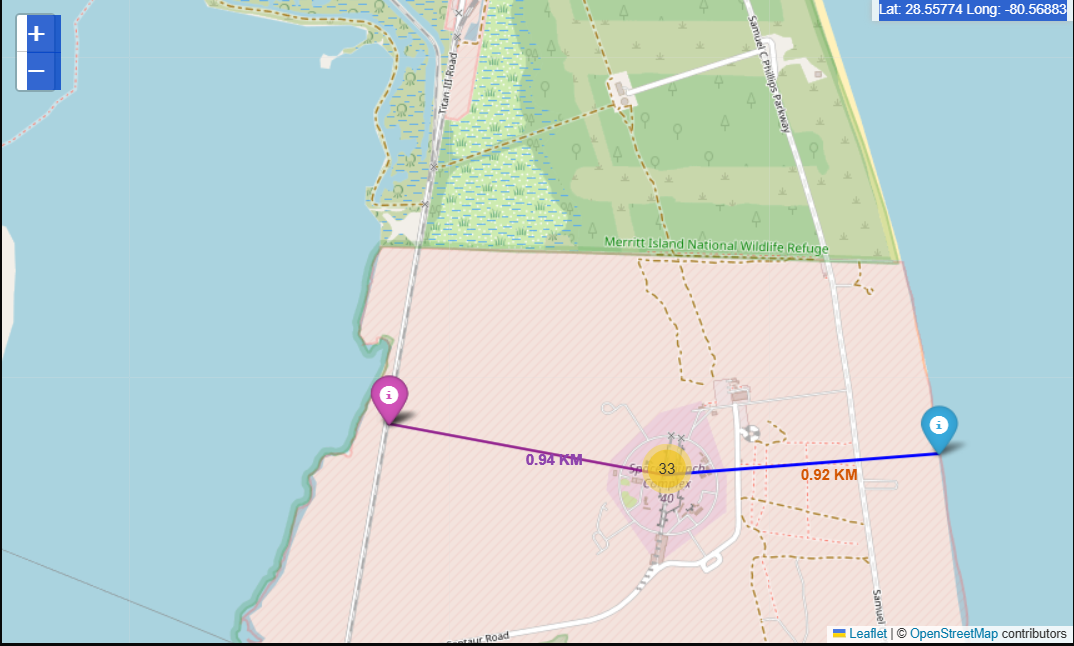 +
−
Lat: 28.55774 Long: -80.56883
Titan III Road
Samuel C Phillips Parkway
Merritt Island National Wildlife Refuge
i
i
0.94 KM
33
Complex
40
0.92 KM
Samuel
Road
Leaflet | © OpenStreetMap contributors